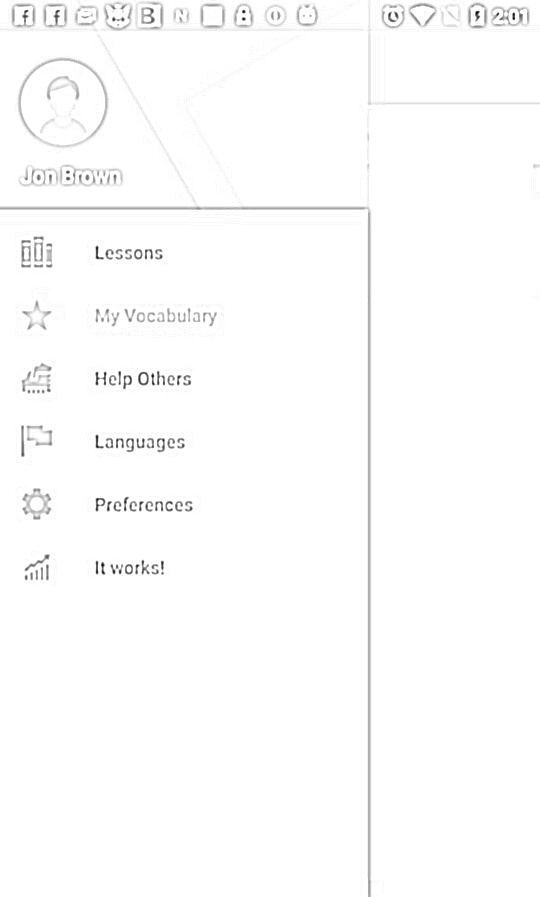 2:01
Jon Brown
Lessons
My Vocabulary
Help Others
Languages
Preferences
It works!